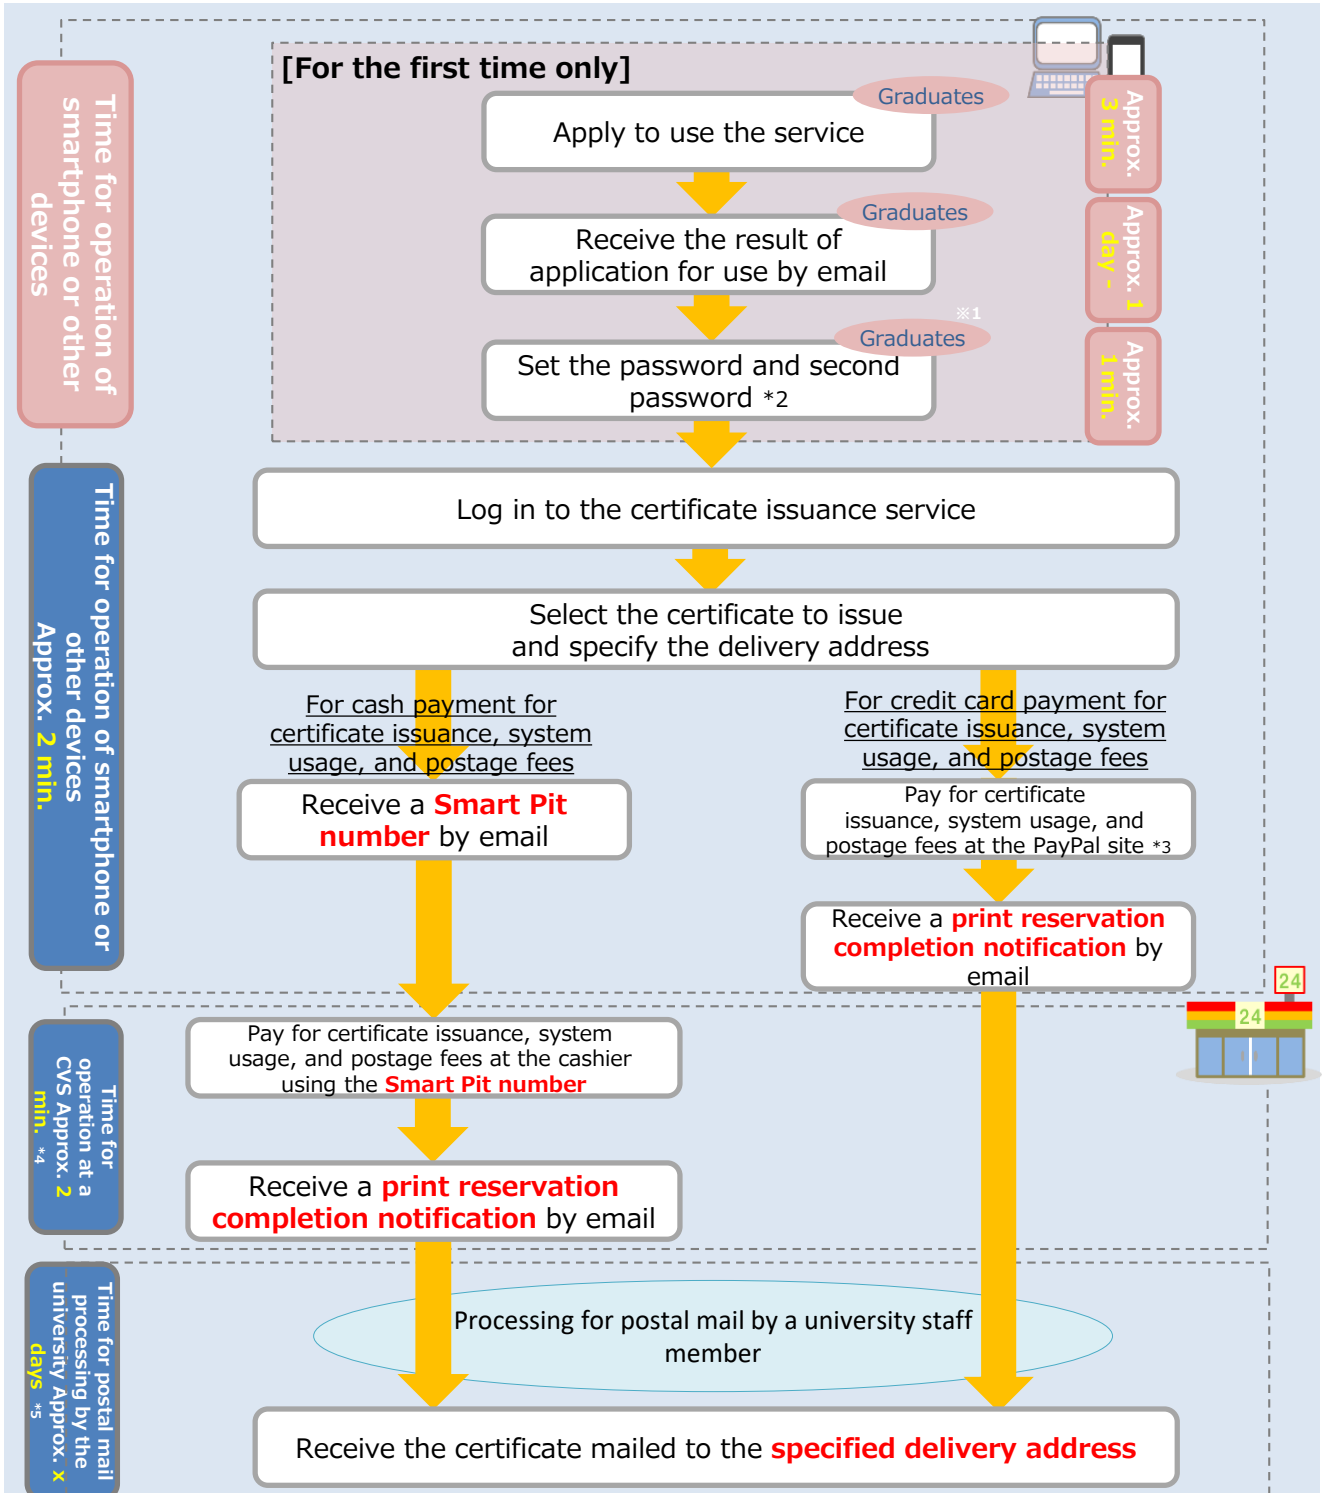 [For the first time only]
Graduates
Apply to use the service
Approx.
3 min.
Graduates
Receive the result of
application for use by email
Approx. 1
day -
※1
Graduates
Set the password and second
password *2
Approx.
1 min.
Time for operation of
smartphone or other
devices
Log in to the certificate issuance service
Select the certificate to issue
and specify the delivery address
Time for operation of smartphone or
other devices
Approx. 2 min.
For cash payment for
certificate issuance, system
usage, and postage fees
For credit card payment for
certificate issuance, system
usage, and postage fees
Receive a Smart Pit
number by email
Pay for certificate
issuance, system usage, and
postage fees at the PayPal site *3
Receive a print reservation
completion notification by
email
24
24
Time for
operation at a
CVS Approx. 2
min. *4
Pay for certificate issuance, system
usage, and postage fees at the cashier
using the Smart Pit number
Receive a print reservation
completion notification by email
Time for postal mail
processing by the
university Approx. x
days *5
Processing for postal mail by a university staff
member
Receive the certificate mailed to the specified delivery address